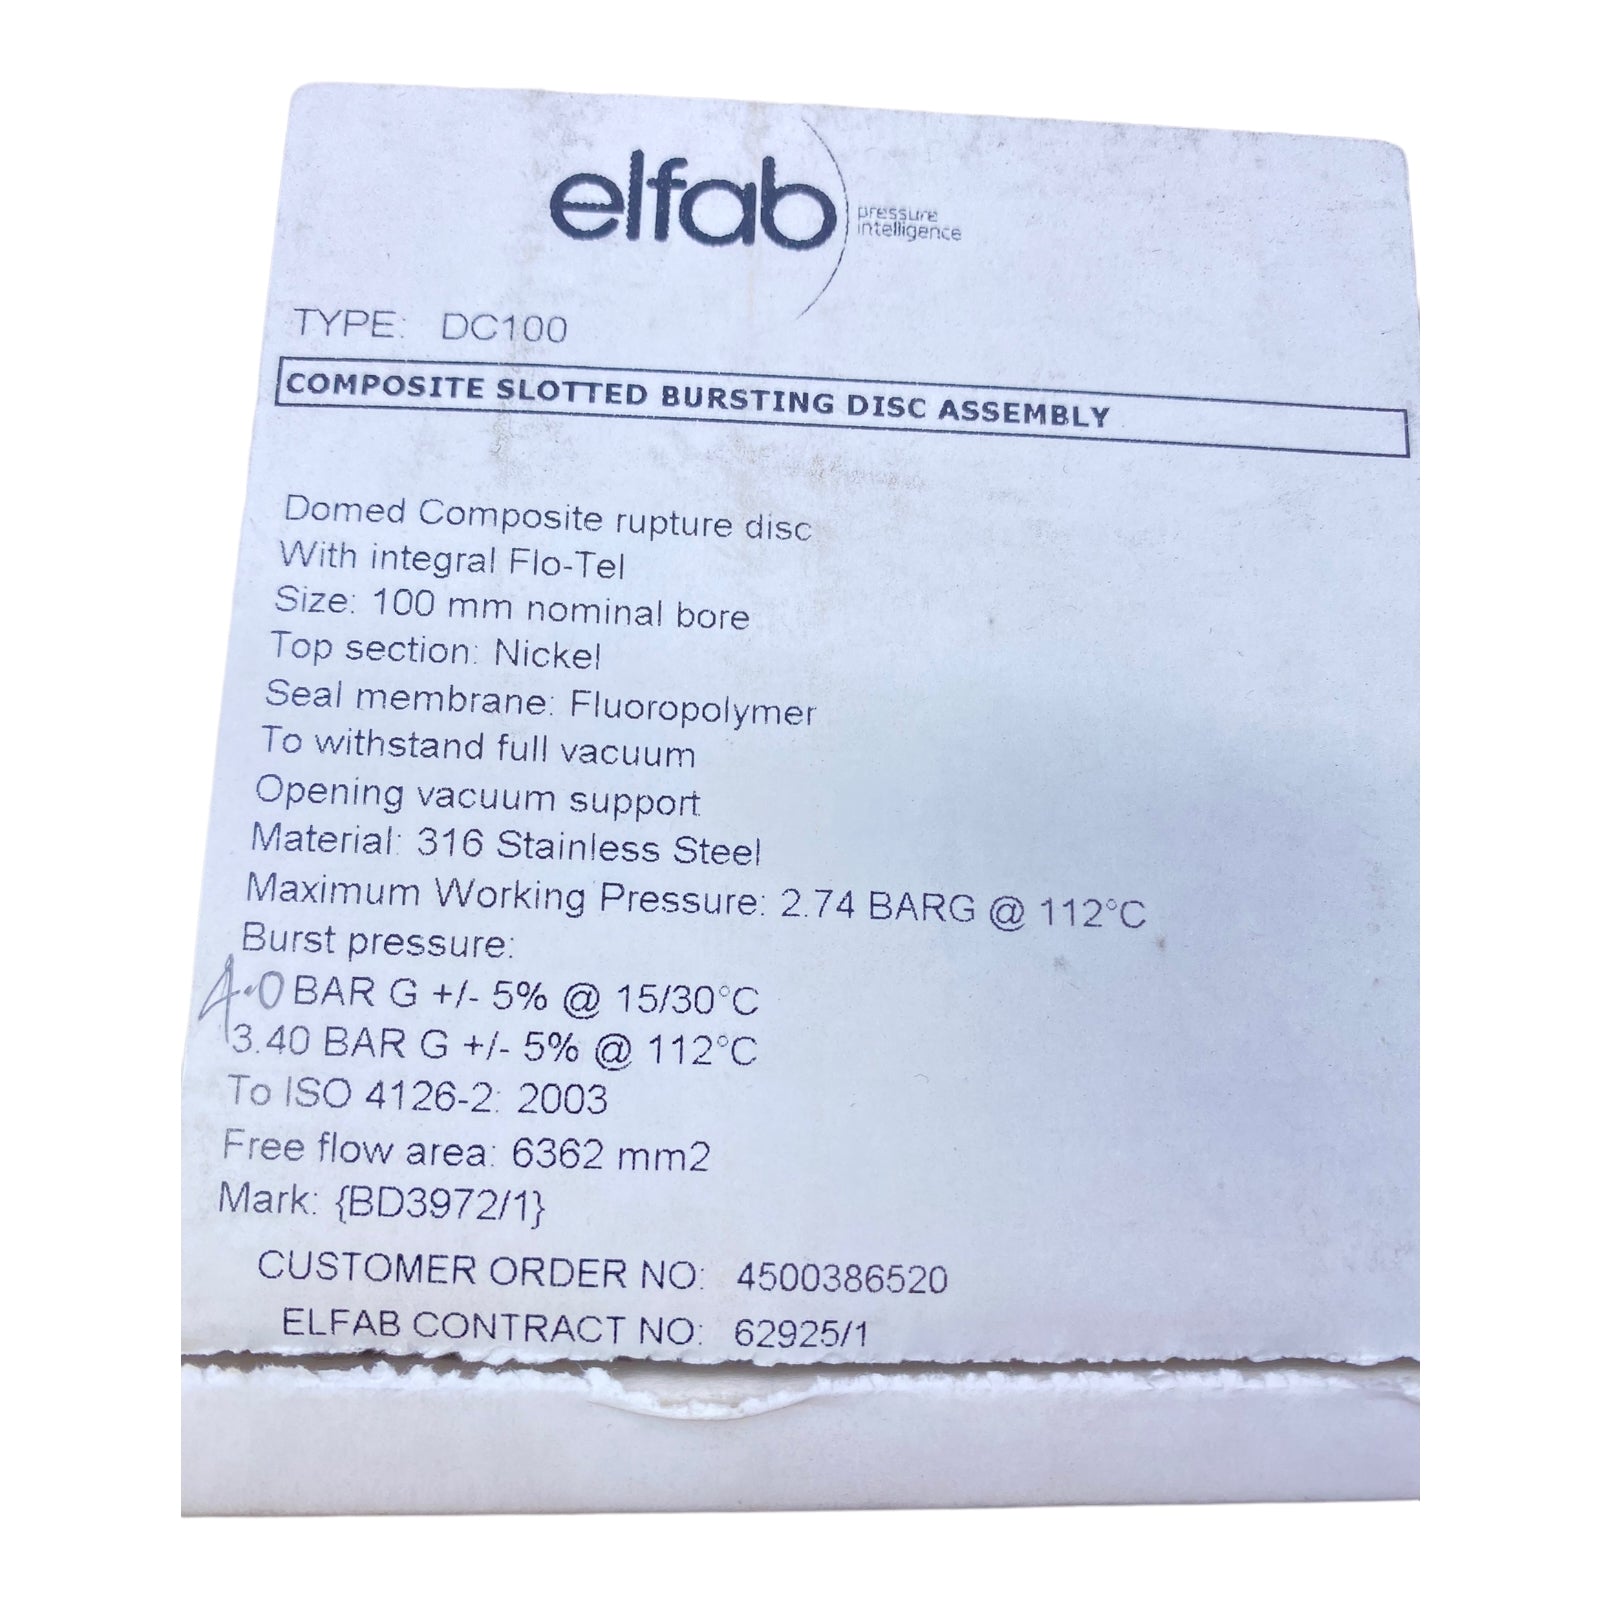 elfab
pressure
intelligence
TYPE: DC100
COMPOSITE SLOTTED BURSTING DISC ASSEMBLY
Domed Composite rupture disc
With integral Flo-Tel
Size: 100 mm nominal bore
Top section: Nickel
Seal membrane: Fluoropolymer
To withstand full vacuum
Opening vacuum support
Material: 316 Stainless Steel
Maximum Working Pressure: 2.74 BARG @ 112°C
Burst pressure:
4.0 BAR G +/- 5% @ 15/30°C
3.40 BAR G +/- 5% @ 112°C
To ISO 4126-2: 2003
Free flow area: 6362 mm2
Mark: {BD3972/1}
CUSTOMER ORDER NO: 4500386520
ELFAB CONTRACT NO: 62925/1